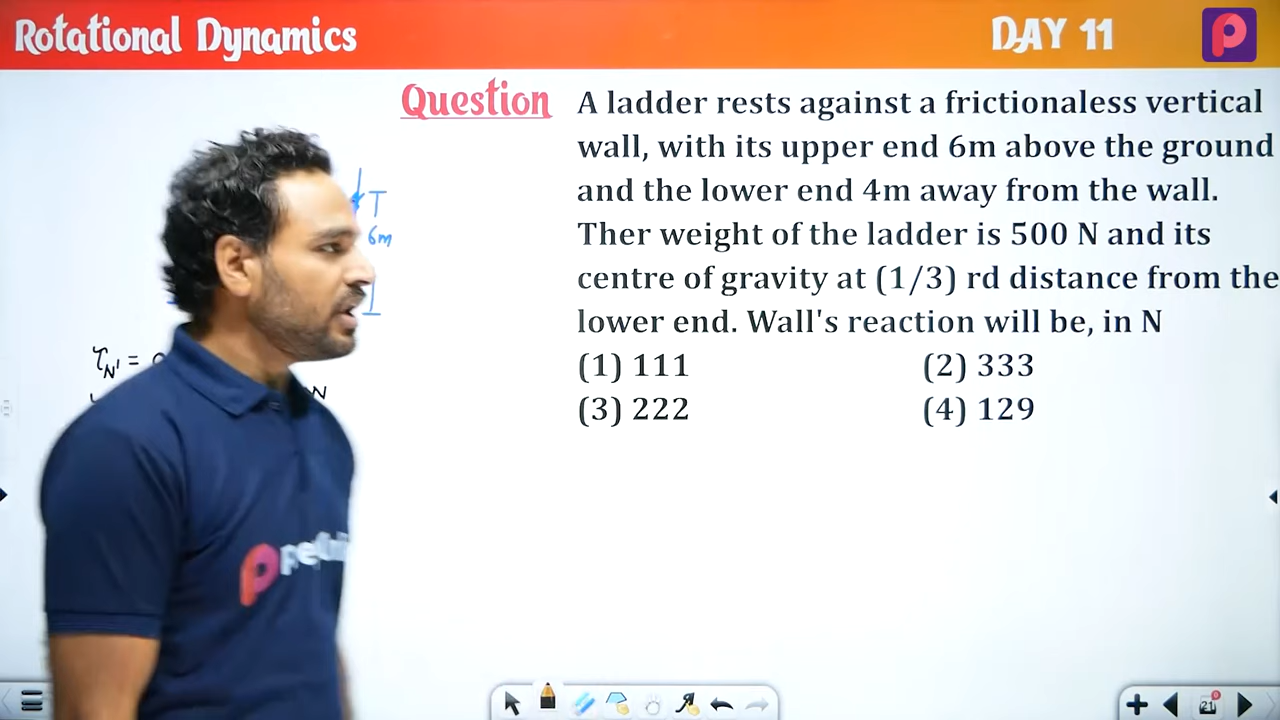 Rotational Dynamics
DAY 11
Question
A ladder rests against a frictionaless vertical
wall, with its upper end 6m above the ground
and the lower end 4m away from the wall.
Ther weight of the ladder is 500 N and its
centre of gravity at (1/3) rd distance from the
lower end. Wall's reaction will be, in N
(1) 111
(2) 333
(3) 222
(4) 129
T
6m
τN' =
N
21